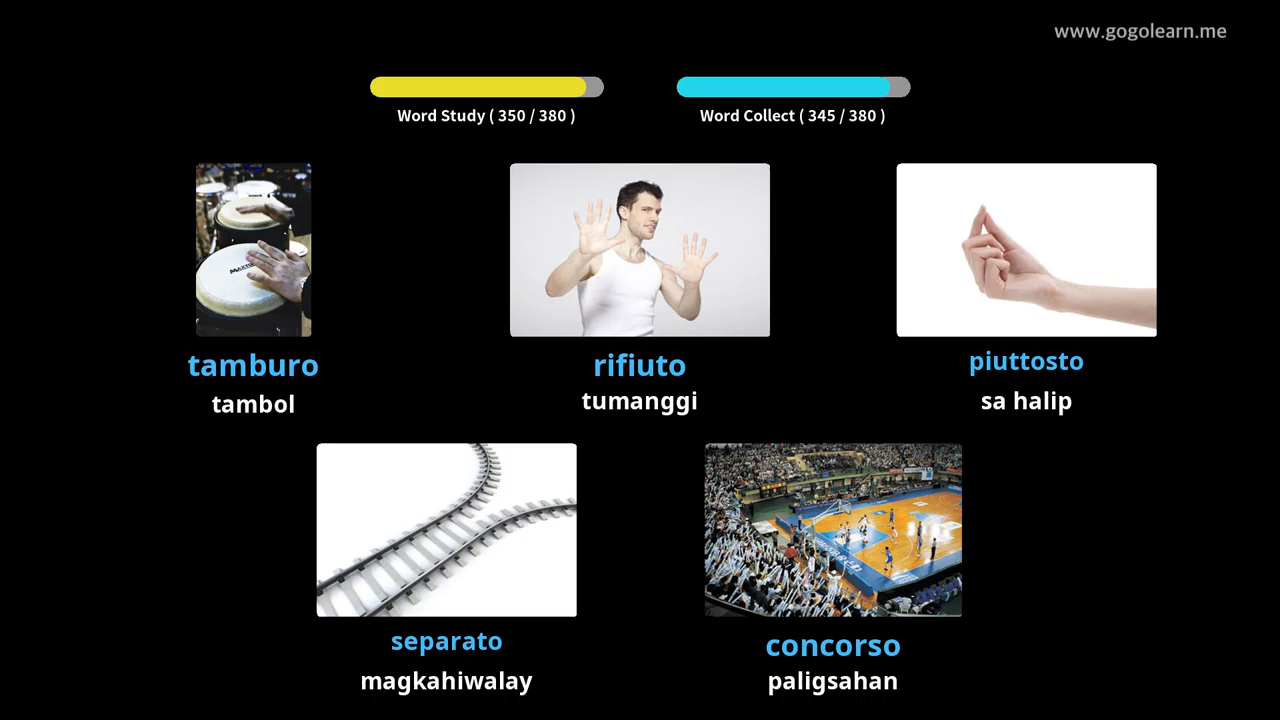 www.gogolearn.me
Word Study ( 350 / 380 )
Word Collect ( 345 / 380 )
tamburo
tambol
rifiuto
tumanggi
piuttosto
sa halip
separato
magkahiwalay
concorso
paligsahan